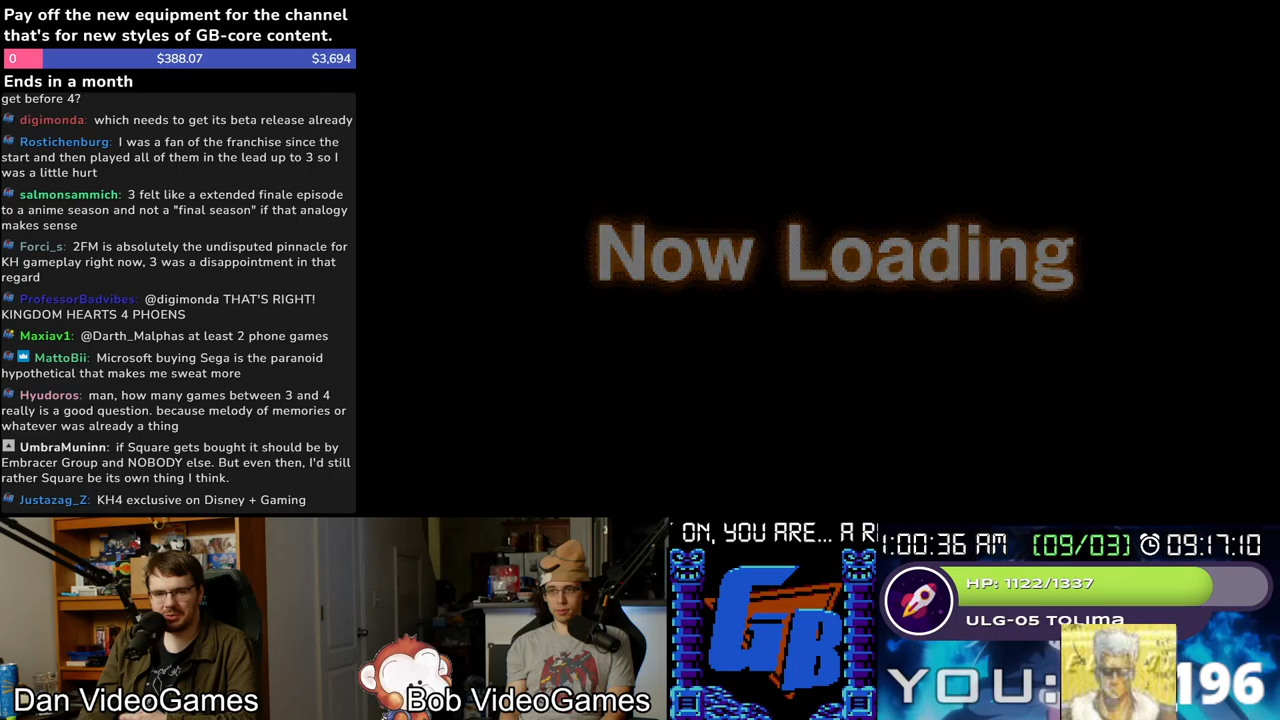 Pay off the new equipment for the channel
that's for new styles of GB-core content.
0 $388.07 $3,694
Ends in a month
get before 4?
digimonda: which needs to get its beta release already
Rostichenburg: I was a fan of the franchise since the
start and then played all of them in the lead up to 3 so I
was a little hurt
salmonsammich: 3 felt like a extended finale episode
to a anime season and not a "final season" if that analogy
makes sense
Forci_s: 2FM is absolutely the undisputed pinnacle for
KH gameplay right now, 3 was a disappointment in that
regard
ProfessorBadvibes: @digimonda THAT'S RIGHT!
KINGDOM HEARTS 4 PHOENS
Maxiav1: @Darth_Malphas at least 2 phone games
MattoBii: Microsoft buying Sega is the paranoid
hypothetical that makes me sweat more
Hyudoros: man, how many games between 3 and 4
really is a good question. because melody of memories or
whatever was already a thing
UmbraMuninn: if Square gets bought it should be by
Embracer Group and NOBODY else. But even then, I'd still
rather Square be its own thing I think.
Justazag_Z: KH4 exclusive on Disney + Gaming
Now Loading
Dan VideoGames
Bob VideoGames
ON, YOU ARE... A
GB
1:00:36 AM [09/03] 09:17:10
HP: 1122/1337
ULG-05 Tolima
YOU: 196